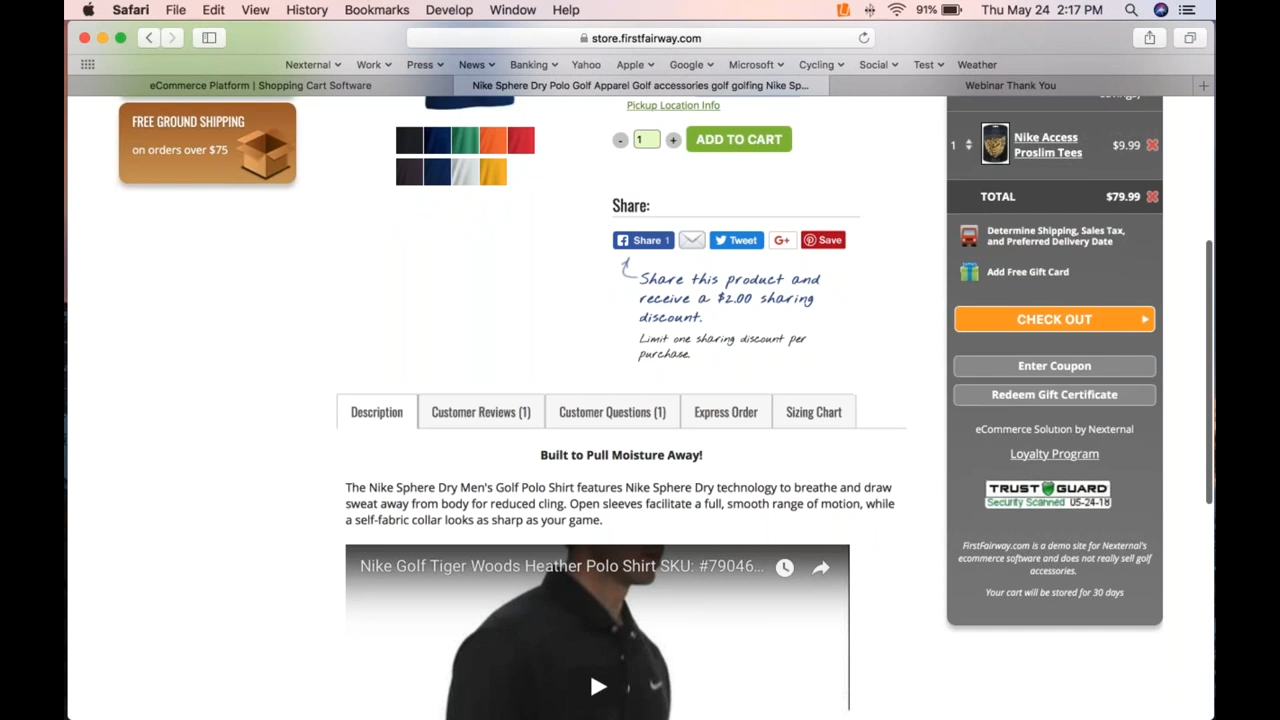 Safari File Edit View History Bookmarks Develop Window Help 91% Thu May 24 2:17 PM
store.firstfairway.com
Nexternal Work Press News Banking Yahoo Apple Google Microsoft Cycling Social Test Weather
eCommerce Platform | Shopping Cart Software
Nike Sphere Dry Polo Golf Apparel Golf accessories golf golfing Nike Sp...
Webinar Thank You
FREE GROUND SHIPPING
on orders over $75
Pickup Location Info
- 1 + ADD TO CART
Share:
Share 1 Tweet G+ Save
Share this product and
receive a $2.00 sharing
discount.
Limit one sharing discount per
purchase.
Description Customer Reviews (1) Customer Questions (1) Express Order Sizing Chart
Built to Pull Moisture Away!
The Nike Sphere Dry Men's Golf Polo Shirt features Nike Sphere Dry technology to breathe and draw
sweat away from body for reduced cling. Open sleeves facilitate a full, smooth range of motion, while
a self-fabric collar looks as sharp as your game.
Nike Golf Tiger Woods Heather Polo Shirt SKU: #79046...
1 Nike Access $9.99
Proslim Tees
TOTAL $79.99
Determine Shipping, Sales Tax,
and Preferred Delivery Date
Add Free Gift Card
CHECK OUT
Enter Coupon
Redeem Gift Certificate
eCommerce Solution by Nexternal
Loyalty Program
TRUST GUARD
Security Scanned 05-24-18
FirstFairway.com is a demo site for Nexternal's
ecommerce software and does not really sell golf
accessories.
Your cart will be stored for 30 days